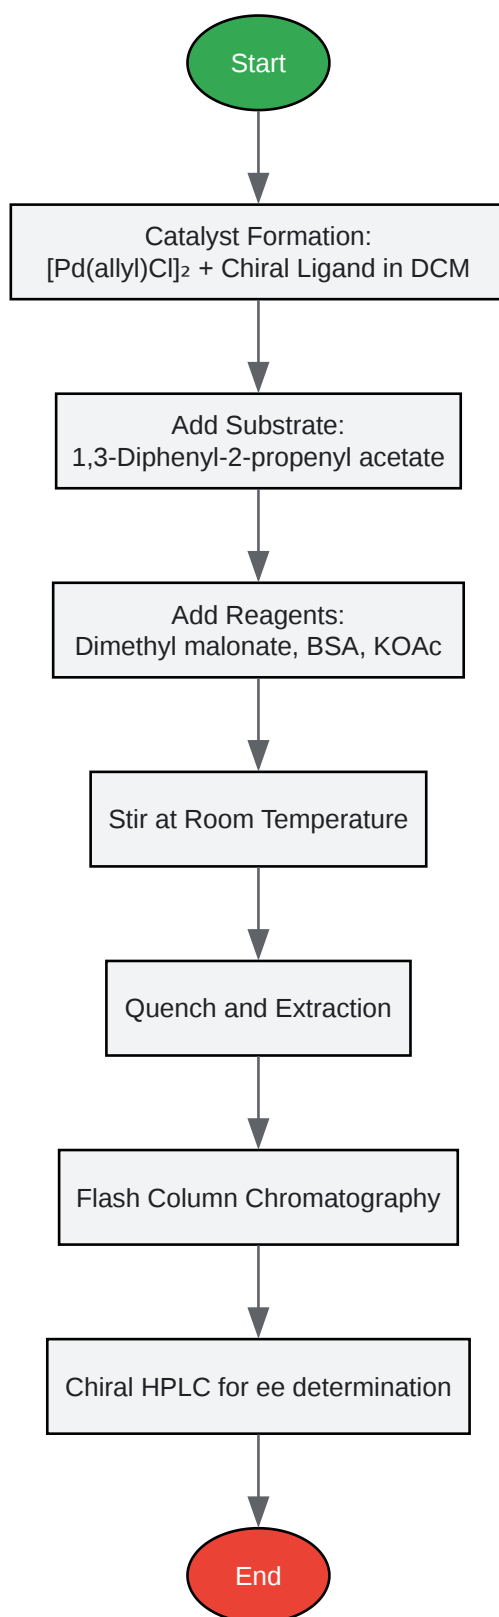 Start
Catalyst Formation:
[Pd(allyl)Cl]₂ + Chiral Ligand in DCM
Add Substrate:
1,3-Diphenyl-2-propenyl acetate
Add Reagents:
Dimethyl malonate, BSA, KOAc
Stir at Room Temperature
Quench and Extraction
Flash Column Chromatography
Chiral HPLC for ee determination
End